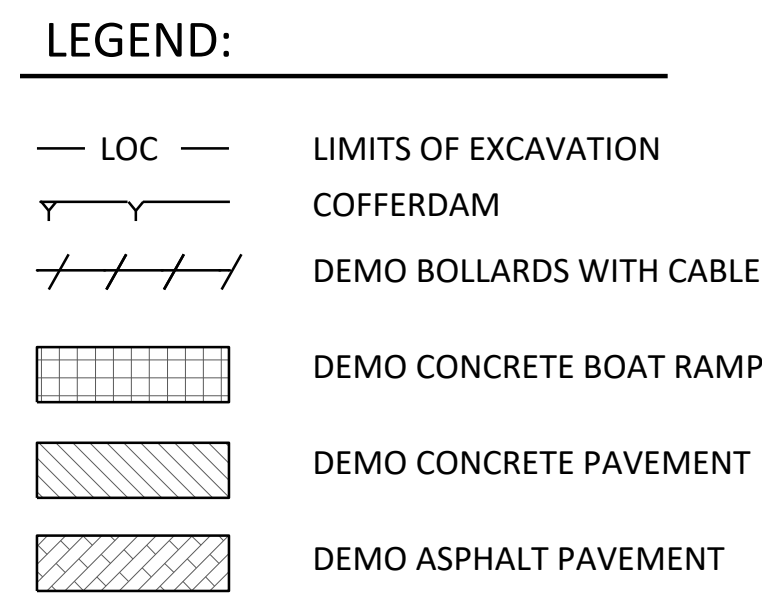 LEGEND:
LOC LIMITS OF EXCAVATION
COFFERDAM
DEMO BOLLARDS WITH CABLE
DEMO CONCRETE BOAT RAMP
DEMO CONCRETE PAVEMENT
DEMO ASPHALT PAVEMENT